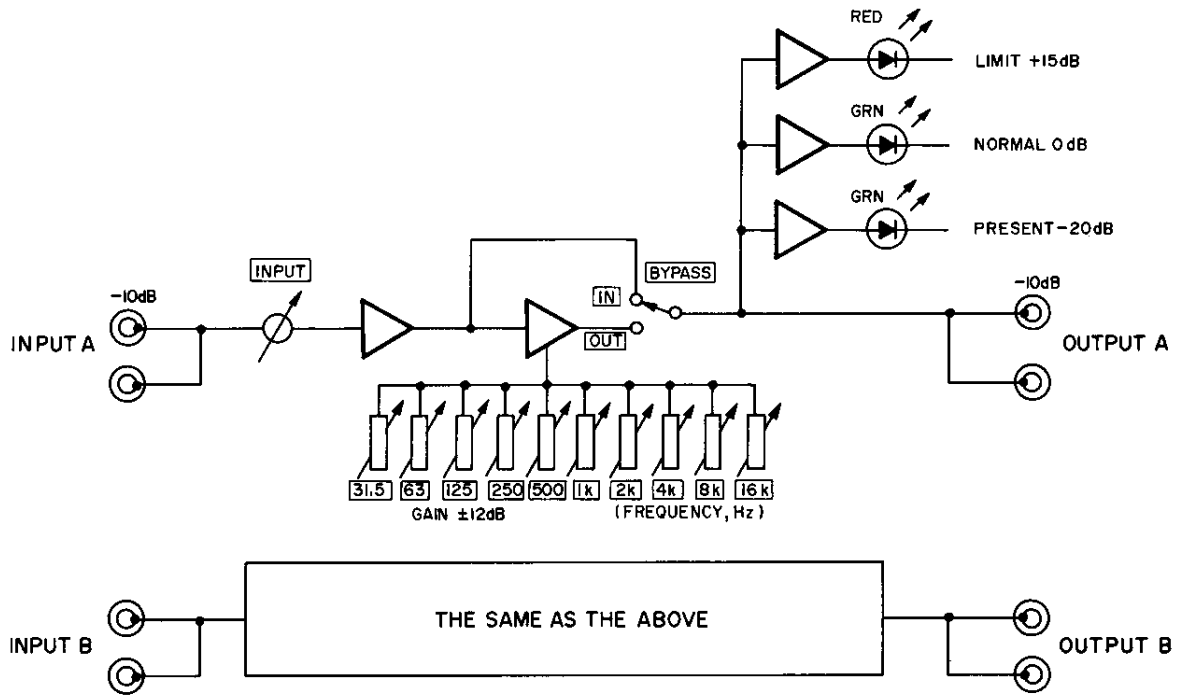 RED
LIMIT +15dB
GRN
NORMAL 0dB
GRN
PRESENT-20dB
INPUT
BYPASS
-10dB
IN
-10dB
INPUT A
OUT
OUTPUT A
31.5 63 125 250 500 1k 2k 4k 8k 16k
GAIN ±12dB (FREQUENCY, Hz)
THE SAME AS THE ABOVE
INPUT B
OUTPUT B